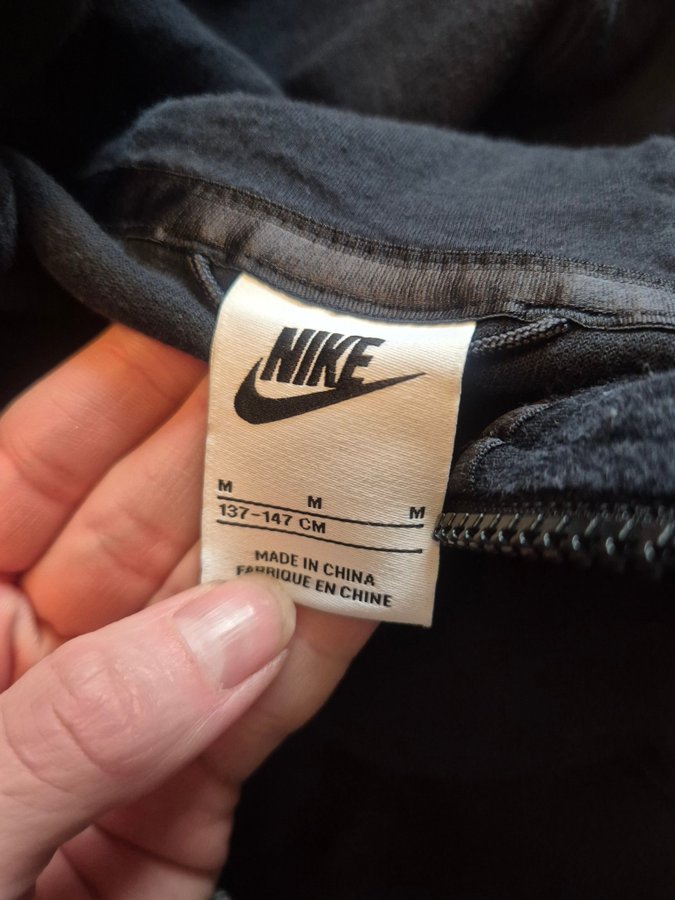 NIKE
M M M
137-147 CM
MADE IN CHINA
FABRIQUE EN CHINE